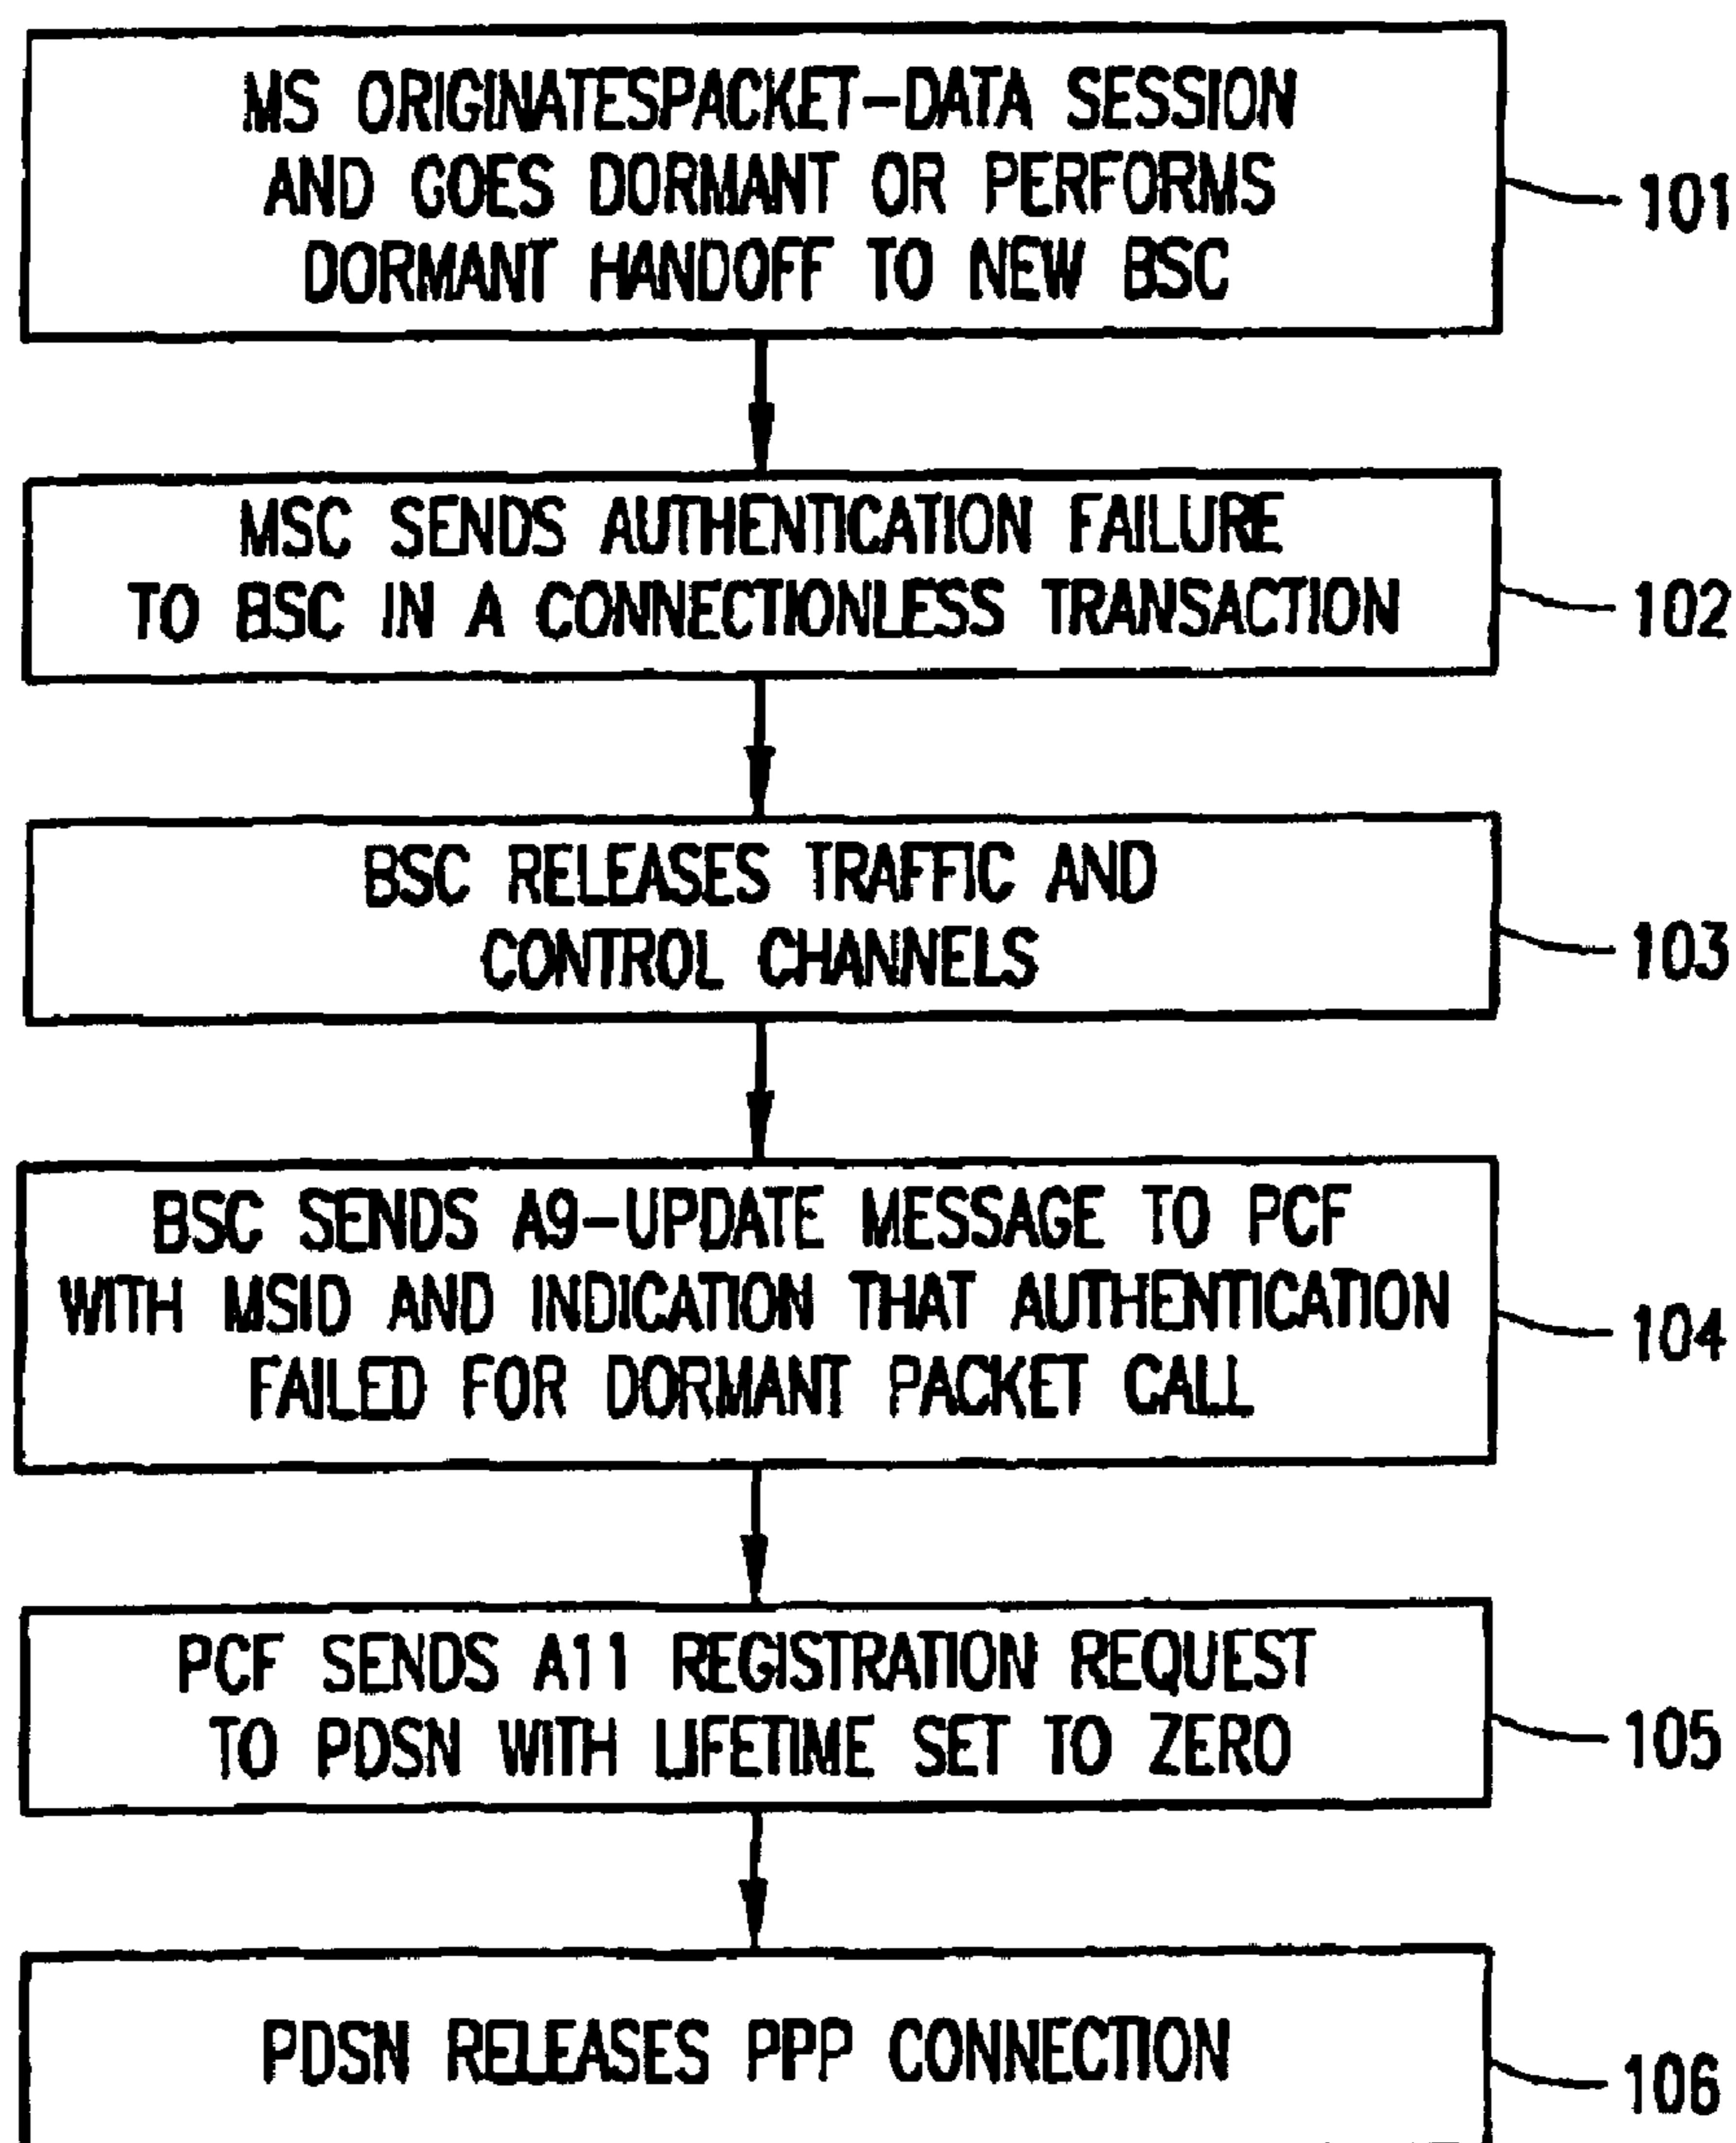 MS ORIGINATESPACKET-DATA SESSION
AND GOES DORMANT OR PERFORMS
DORMANT HANDOFF TO NEW BSC
101
MSC SENDS AUTHENTICATION FAILURE
TO BSC IN A CONNECTIONLESS TRANSACTION
102
BSC RELEASES TRAFFIC AND
CONTROL CHANNELS
103
BSC SENDS A9-UPDATE MESSAGE TO PCF
WITH MSID AND INDICATION THAT AUTHENTICATION
FAILED FOR DORMANT PACKET CALL
104
PCF SENDS A11 REGISTRATION REQUEST
TO PDSN WITH LIFETIME SET TO ZERO
105
PDSN RELEASES PPP CONNECTION
106